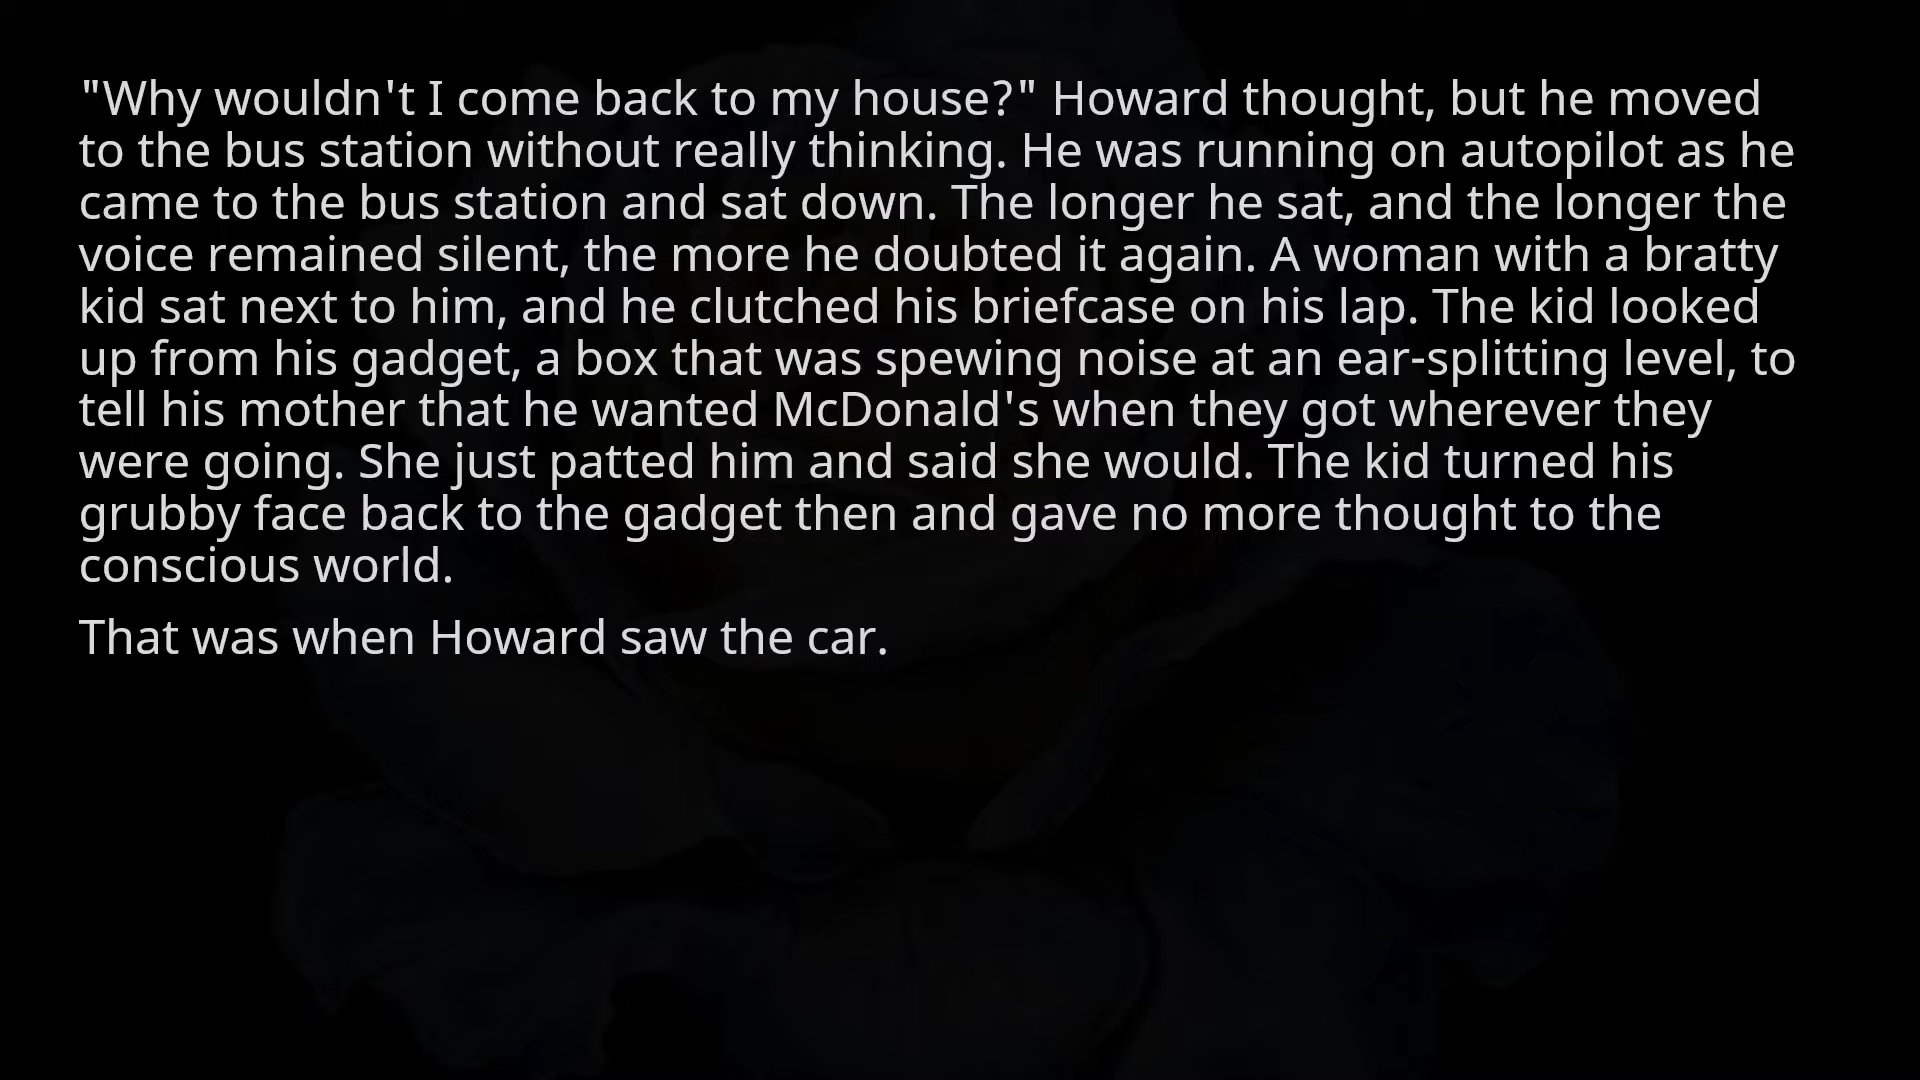 "Why wouldn't I come back to my house?" Howard thought, but he moved
to the bus station without really thinking. He was running on autopilot as he
came to the bus station and sat down. The longer he sat, and the longer the
voice remained silent, the more he doubted it again. A woman with a bratty
kid sat next to him, and he clutched his briefcase on his lap. The kid looked
up from his gadget, a box that was spewing noise at an ear-splitting level, to
tell his mother that he wanted McDonald's when they got wherever they
were going. She just patted him and said she would. The kid turned his
grubby face back to the gadget then and gave no more thought to the
conscious world.
That was when Howard saw the car.